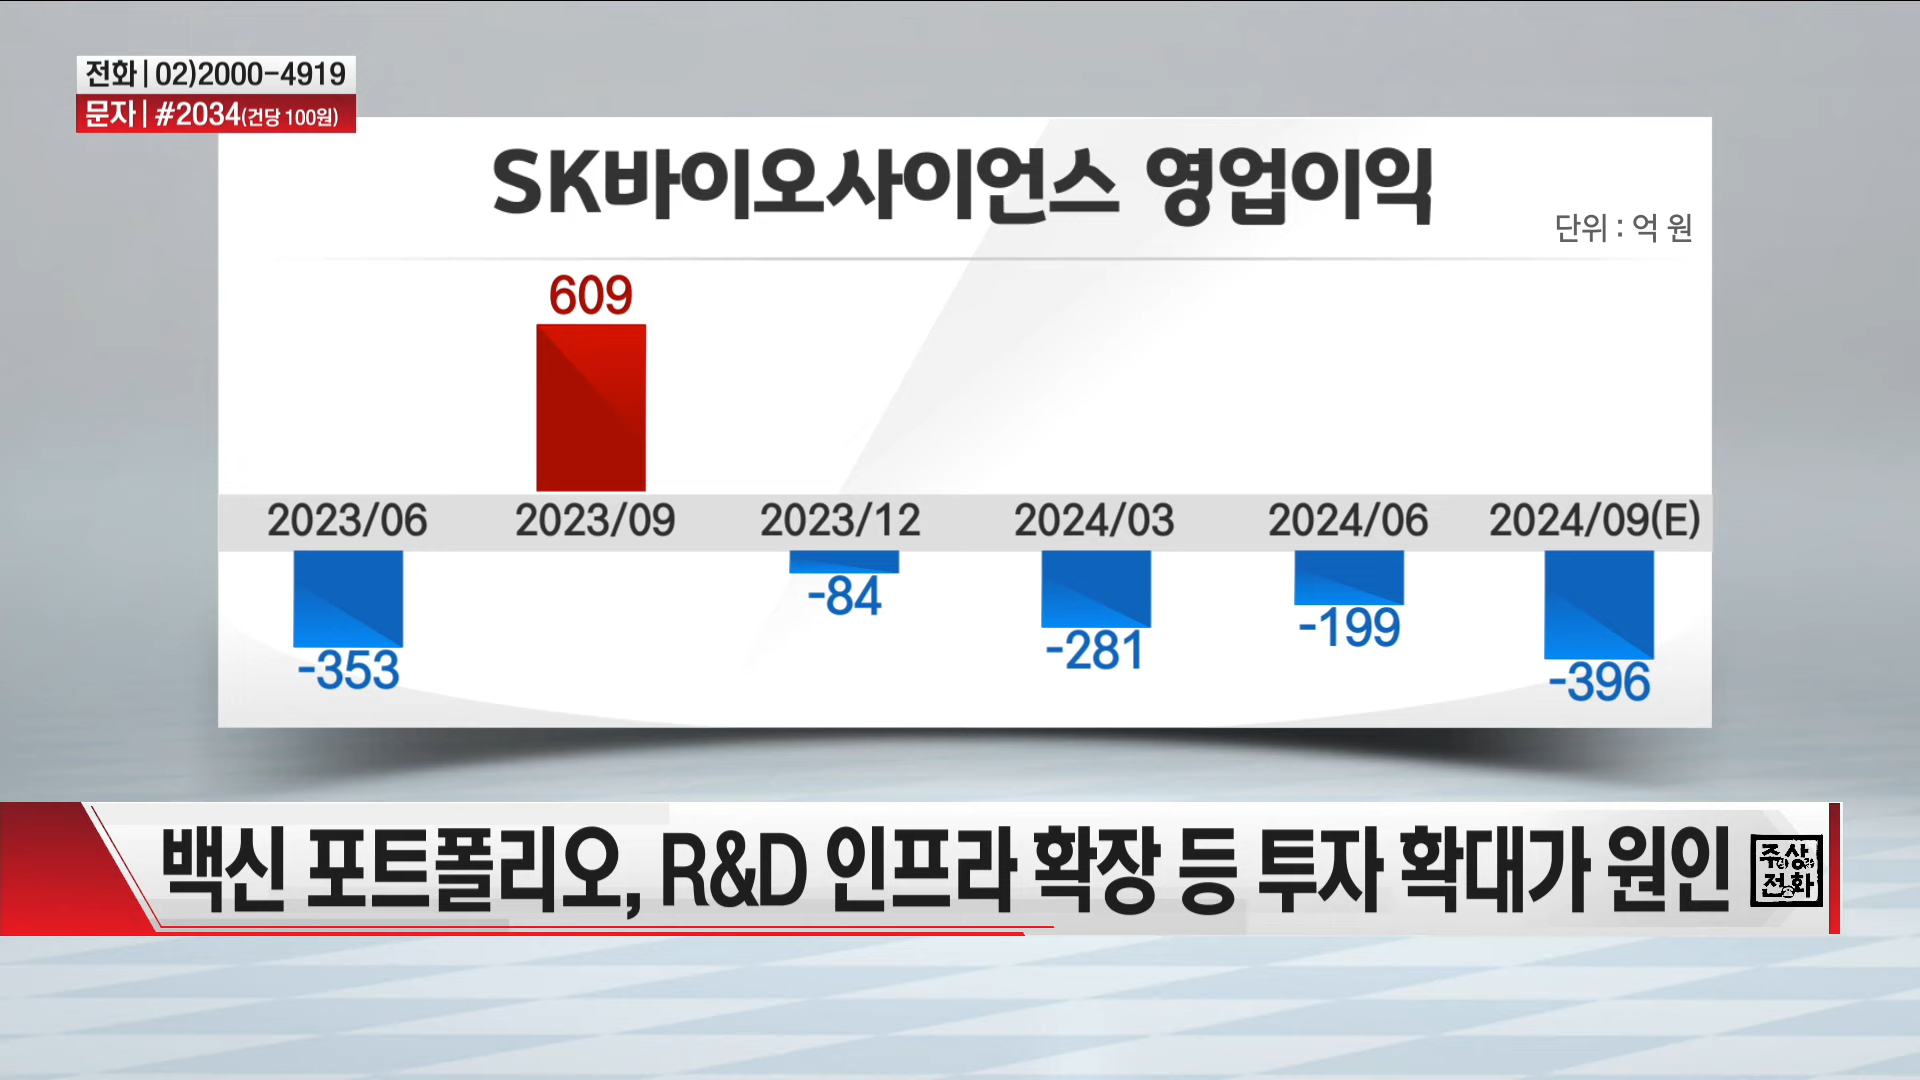 전화 | 02)2000-4919
문자 | #2034(건당 100원)
SK바이오사이언스 영업이익
단위 : 억 원
609
2023/06 2023/09 2023/12 2024/03 2024/06 2024/09(E)
-353 -84 -281 -199 -396
백신 포트폴리오, R&D 인프라 확장 등 투자 확대가 원인
주상
전화